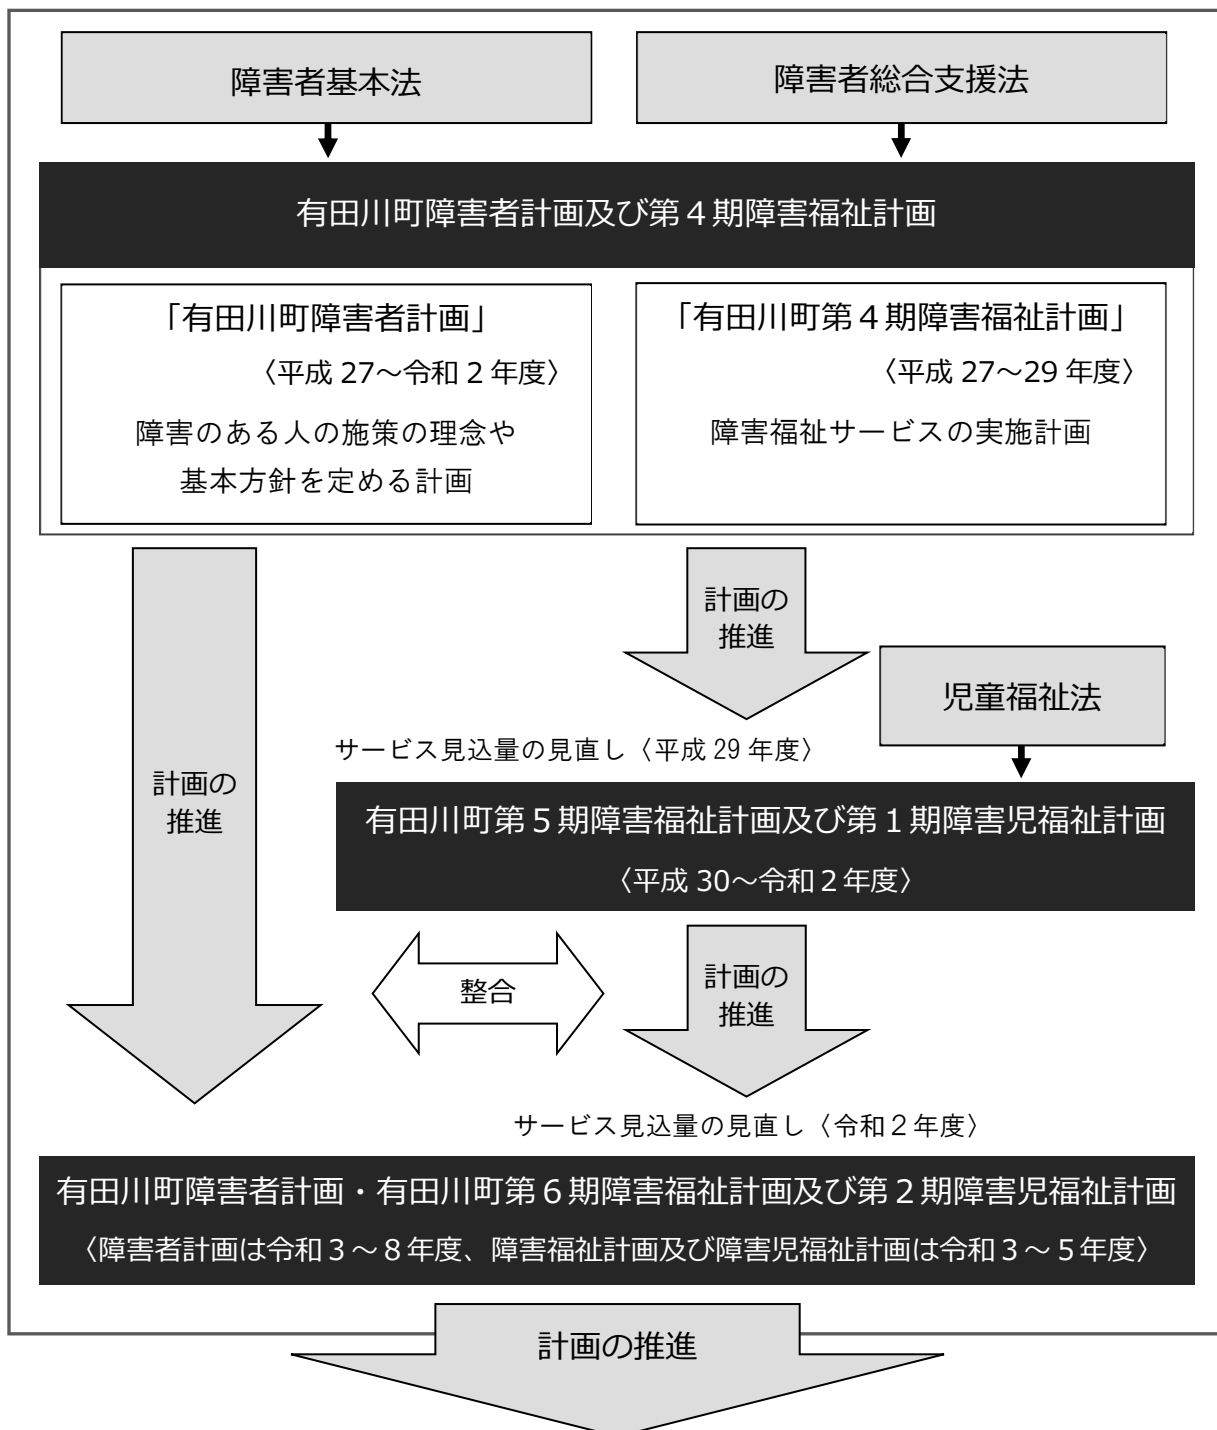 障害者基本法
障害者総合支援法
有田川町障害者計画及び第４期障害福祉計画
「有田川町障害者計画」
〈平成 27～令和２年度〉
障害のある人の施策の理念や
基本方針を定める計画
「有田川町第４期障害福祉計画」
〈平成 27～29 年度〉
障害福祉サービスの実施計画
計画の
推進
児童福祉法
サービス見込量の見直し〈平成 29 年度〉
計画の
推進
有田川町第５期障害福祉計画及び第１期障害児福祉計画
〈平成 30～令和２年度〉
整合
計画の
推進
サービス見込量の見直し〈令和２年度〉
有田川町障害者計画・有田川町第６期障害福祉計画及び第２期障害児福祉計画
〈障害者計画は令和３～８年度、障害福祉計画及び障害児福祉計画は令和３～５年度〉
計画の推進